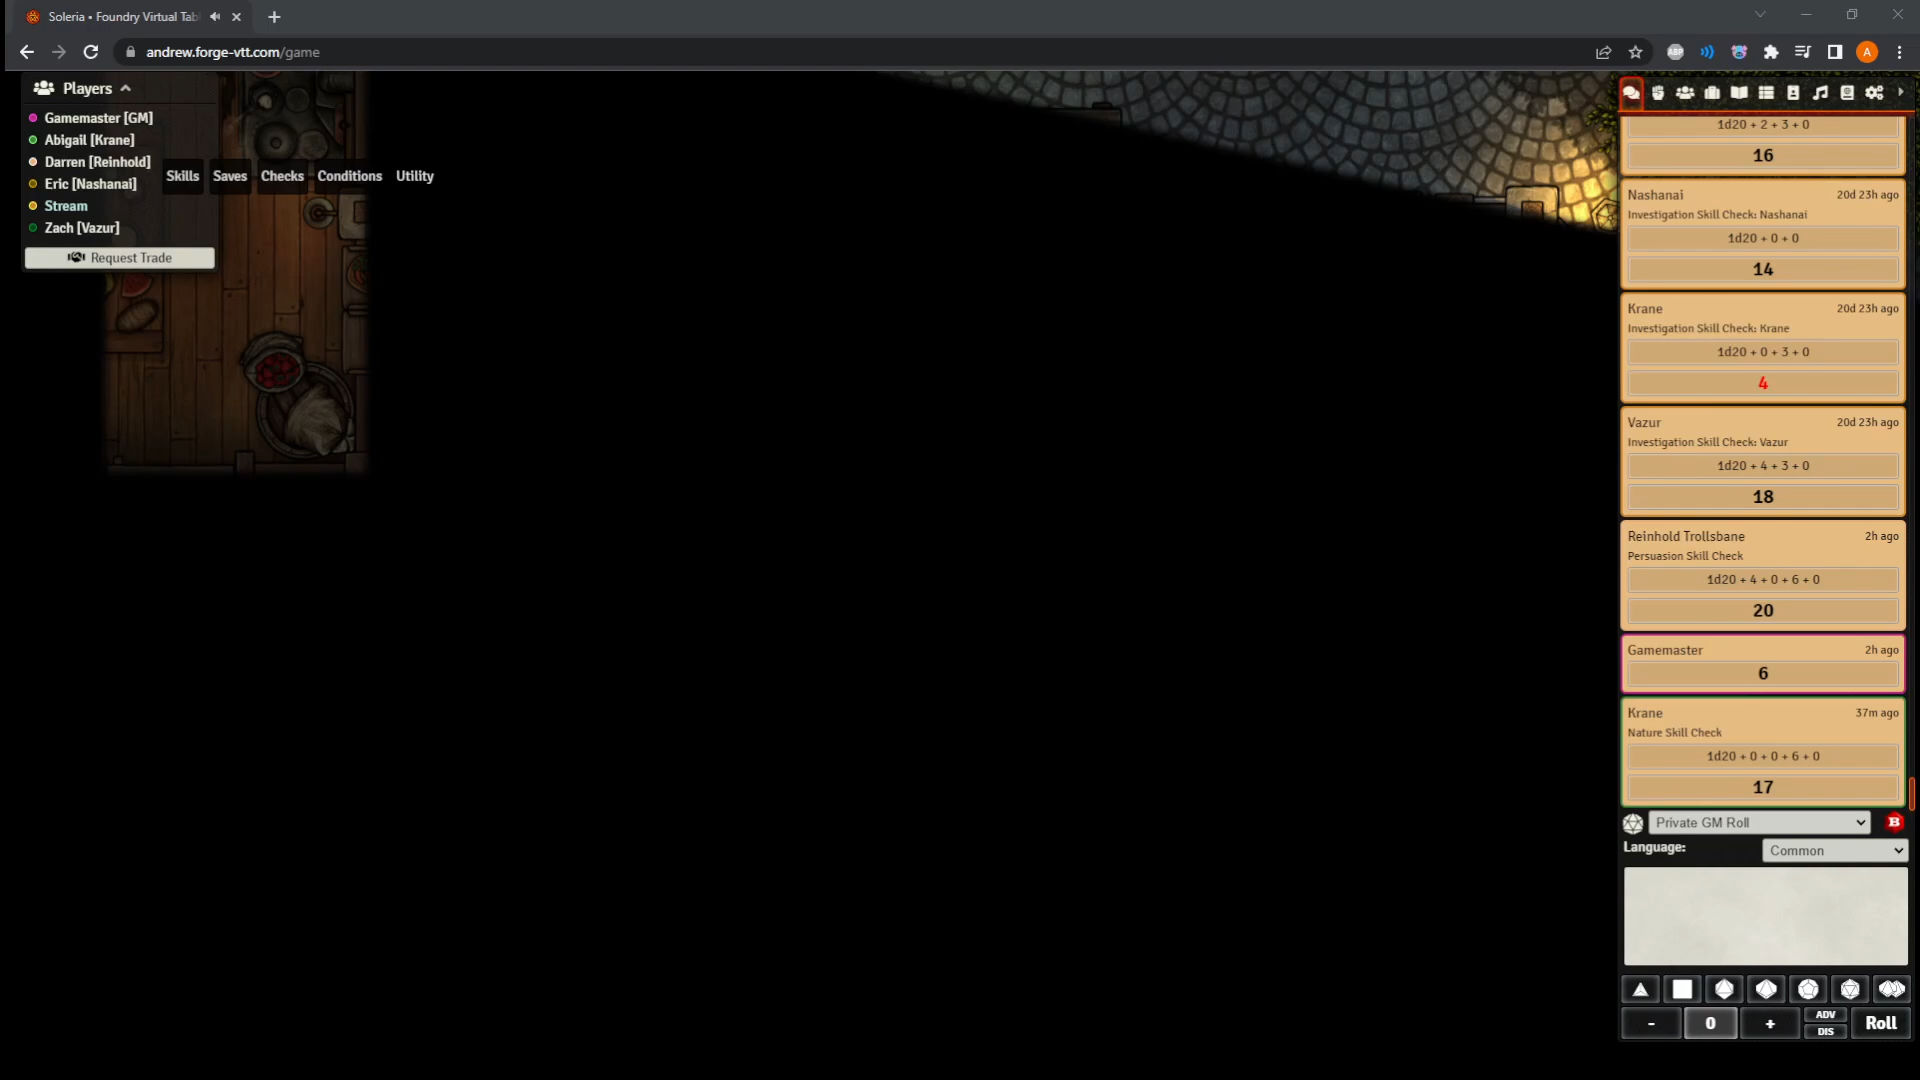 Soleria • Foundry Virtual Tab
andrew.forge-vtt.com/game
ABP
A
Players
Gamemaster [GM]
Abigail [Krane]
Darren [Reinhold]
Eric [Nashanai]
Stream
Zach [Vazur]
Request Trade
Skills Saves Checks Conditions Utility
1d20 + 2 + 3 + 0
16
Nashanai 20d 23h ago
Investigation Skill Check: Nashanai
1d20 + 0 + 0
14
Krane 20d 23h ago
Investigation Skill Check: Krane
1d20 + 0 + 3 + 0
4
Vazur 20d 23h ago
Investigation Skill Check: Vazur
1d20 + 4 + 3 + 0
18
Reinhold Trollsbane 2h ago
Persuasion Skill Check
1d20 + 4 + 0 + 6 + 0
20
Gamemaster 2h ago
6
Krane 37m ago
Nature Skill Check
1d20 + 0 + 0 + 6 + 0
17
Private GM Roll B
Language: Common
- 0 + ADV DIS Roll